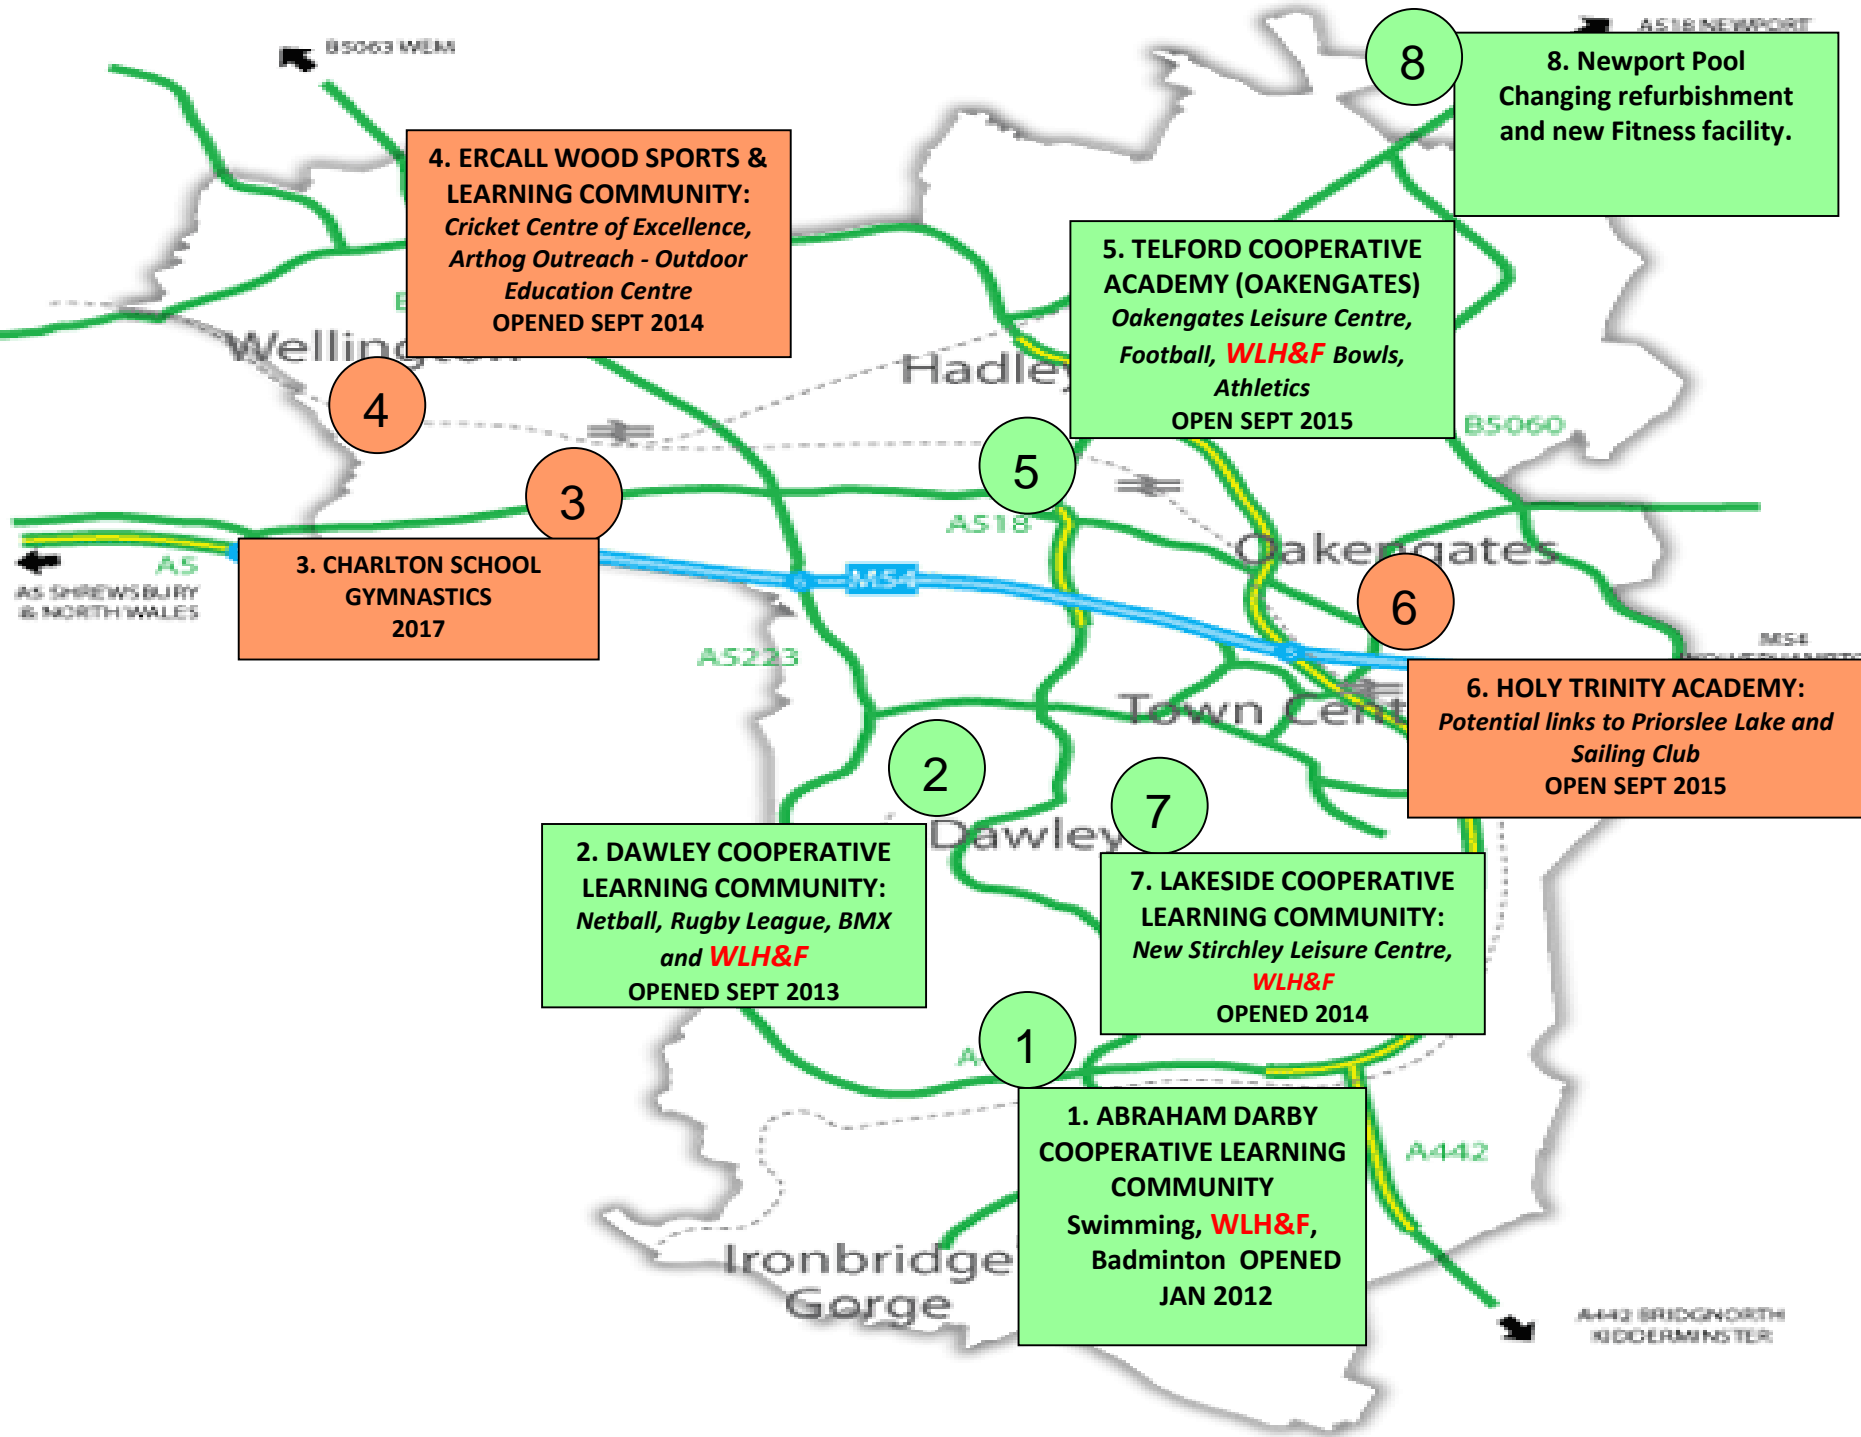 B5063 WEM
A518 NEWPORT
8
8. Newport Pool
Changing refurbishment
and new Fitness facility.
4. ERCALL WOOD SPORTS &
LEARNING COMMUNITY:
Cricket Centre of Excellence,
Arthog Outreach - Outdoor
Education Centre
OPENED SEPT 2014
5. TELFORD COOPERATIVE
ACADEMY (OAKENGATES)
Oakengates Leisure Centre,
Football, WLH&F Bowls,
Athletics
OPEN SEPT 2015
Wellington
Hadley
4
B5060
5
3
A518
Oakengates
A5
A5 SHREWSBURY
& NORTH WALES
3. CHARLTON SCHOOL
GYMNASTICS
2017
6
M54
5
6
M54
A5223
Town Cent
6. HOLY TRINITY ACADEMY:
Potential links to Priorslee Lake and
Sailing Club
OPEN SEPT 2015
2
7
Dawley
2. DAWLEY COOPERATIVE
LEARNING COMMUNITY:
Netball, Rugby League, BMX
and WLH&F
OPENED SEPT 2013
7. LAKESIDE COOPERATIVE
LEARNING COMMUNITY:
New Stirchley Leisure Centre,
WLH&F
OPENED 2014
1
1. ABRAHAM DARBY
COOPERATIVE LEARNING
COMMUNITY
Swimming, WLH&F,
Badminton OPENED
JAN 2012
A442
Ironbridge
Gorge
A442 BRIDGNORTH
KIDDERMINSTER